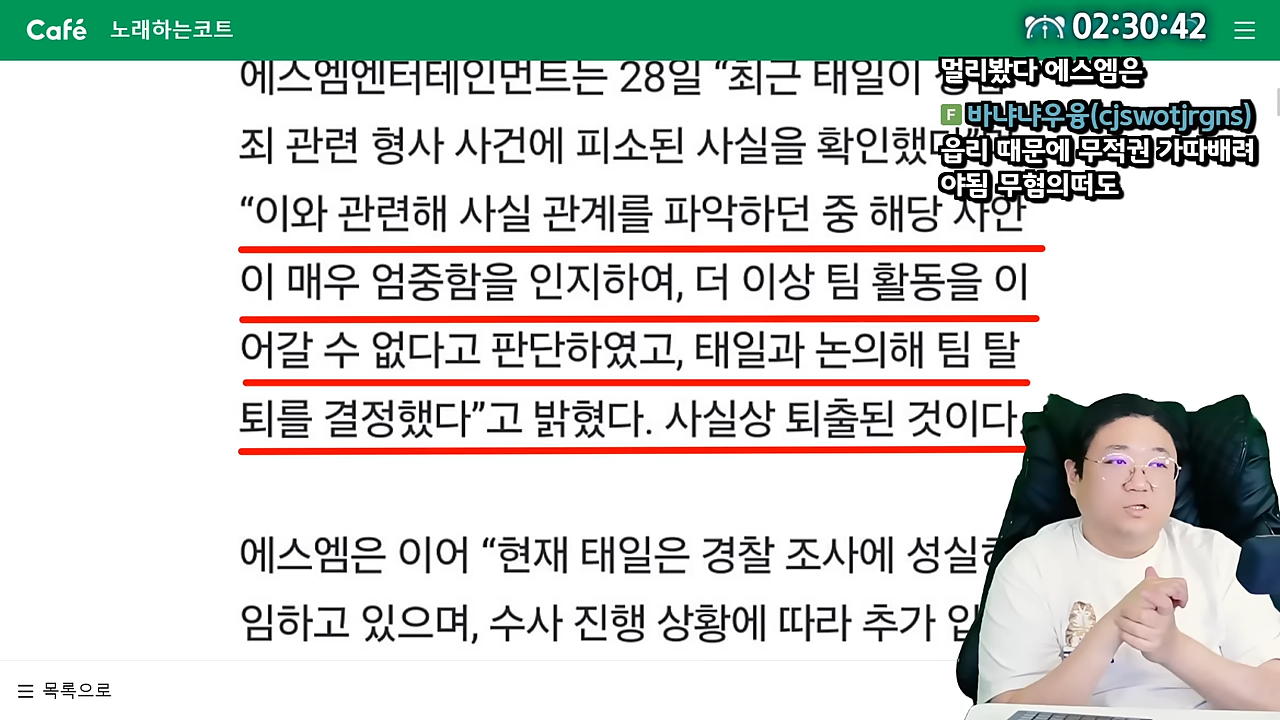 Café 노래하는코트
02:30:42
에스엠엔터테인먼트는 28일 “최근 태일이
죄 관련 형사 사건에 피소된 사실을 확인했
“이와 관련해 사실 관계를 파악하던 중 해당 사안
이 매우 엄중함을 인지하여, 더 이상 팀 활동을 이
어갈 수 없다고 판단하였고, 태일과 논의해 팀 탈
퇴를 결정했다”고 밝혔다. 사실상 퇴출된 것이다.
에스엠은 이어 “현재 태일은 경찰 조사에 성실히
임하고 있으며, 수사 진행 상황에 따라 추가 입
멀리봤다 에스엠은
F 바냐냐우융(cjswotjrgns)
읍리 때문에 무적권 가따배려
야됨 무혐의떠도
목록으로